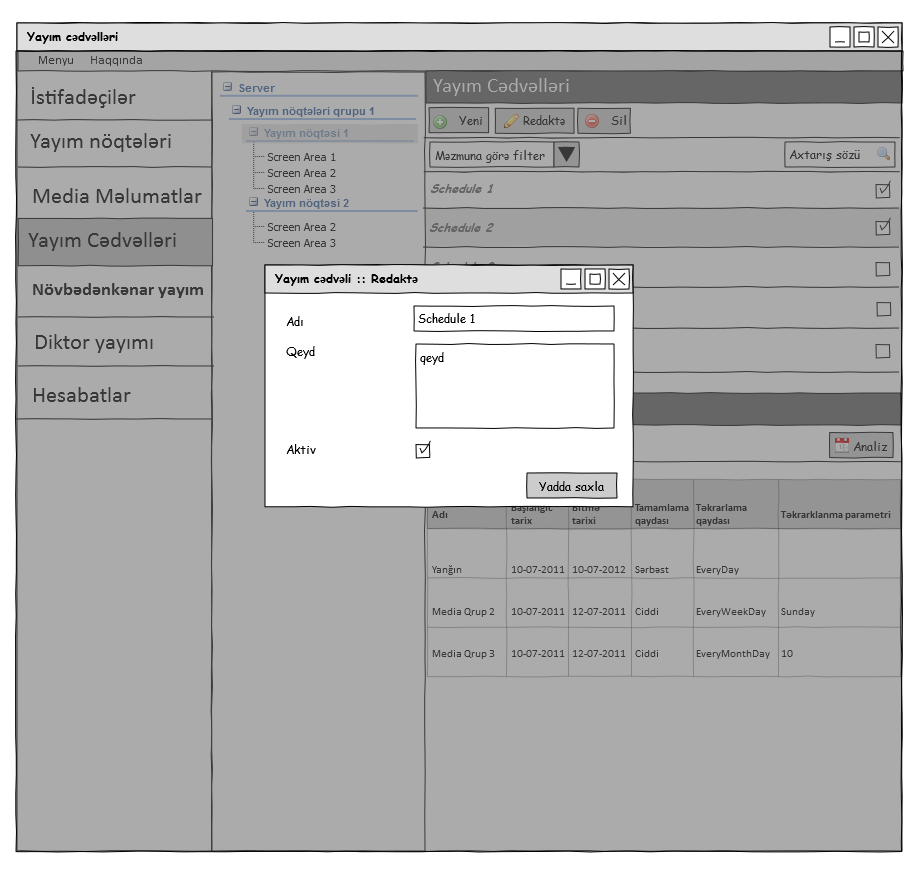 Yayım cədvəlləri
Menyu Haqqında
İstifadəçilər
Yayım nöqtələri
Media Məlumatlar
Yayım Cədvəlləri
Növbədənkənar yayım
Diktor yayımı
Hesabatlar
Server
Yayım nöqtələri qrupu 1
Yayım nöqtəsi 1
Screen Area 1
Screen Area 2
Screen Area 3
Yayım nöqtəsi 2
Screen Area 2
Screen Area 3
Yayım Cədvəlləri
Yeni Redaktə Sil
Məzmuna görə filter Axtarış sözü
Schedule 1
Schedule 2
Yayım cədvəli :: Redaktə
Adı Schedule 1
Qeyd qeyd
Aktiv
Yadda saxla
Analiz
Adı Başlanğıc tarix Bitmə tarixi Tamamlama qaydası Təkrarlama qaydası Təkrarklanma parametri
Yanğın 10-07-2011 10-07-2012 Sərbəst EveryDay
Media Qrup 2 10-07-2011 12-07-2011 Ciddi EveryWeekDay Sunday
Media Qrup 3 10-07-2011 12-07-2011 Ciddi EveryMonthDay 10